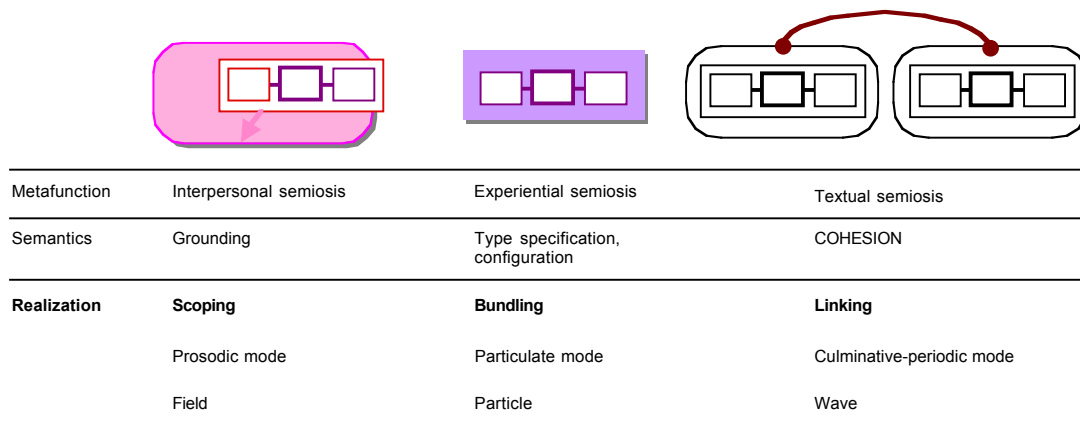 Metafunction Interpersonal semiosis Experiential semiosis Textual semiosis
Semantics Grounding Type specification, COHESION
configuration
Realization Scoping Bundling Linking
Prosodic mode Particulate mode Culminative-periodic mode
Field Particle Wave